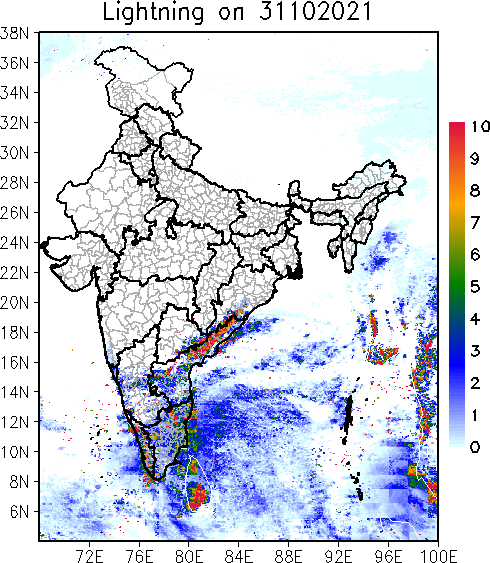 Lightning on 31102021
38N
36N
34N
32N
30N
28N
26N
24N
22N
20N
18N
16N
14N
12N
10N
8N
6N
72E 76E 80E 84E 88E 92E 96E 100E
10
9
8
7
6
5
4
3
2
1
0